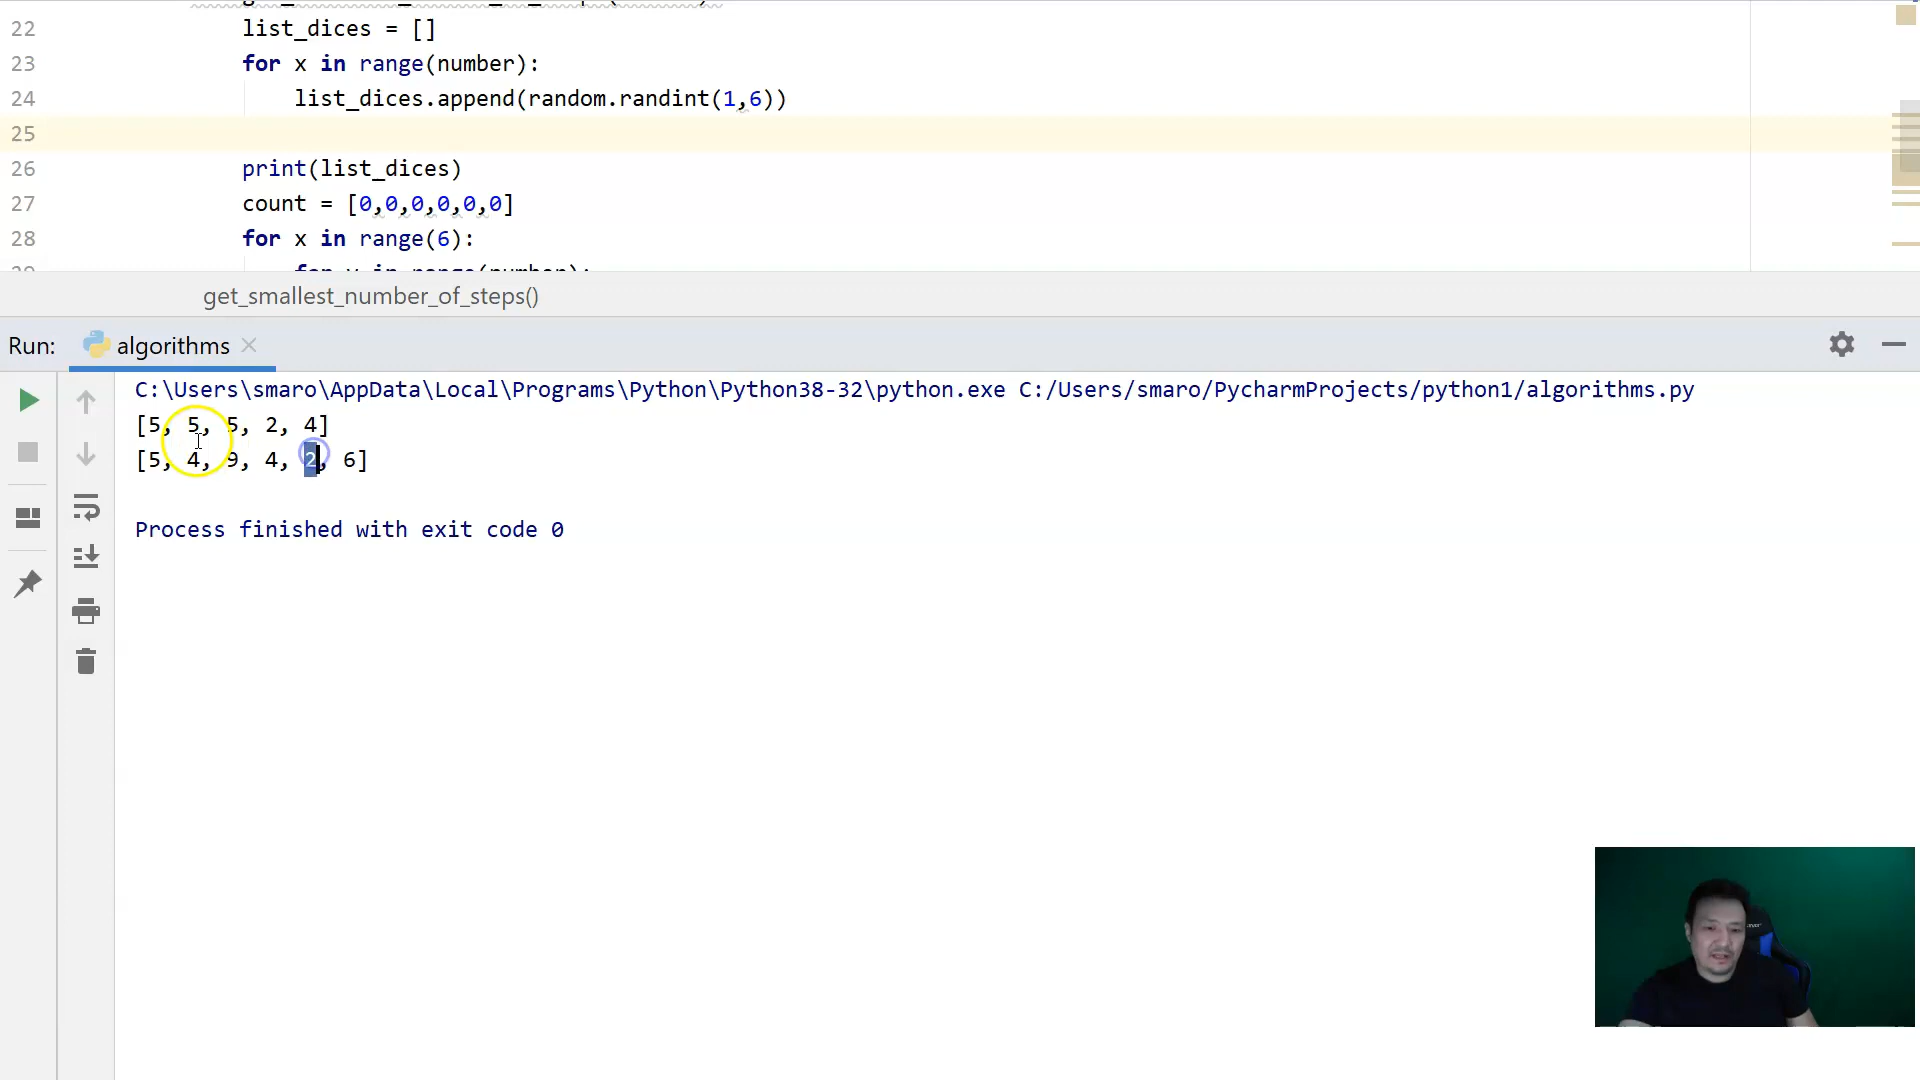 22 list_dices = []
23 for x in range(number):
24 list_dices.append(random.randint(1,6))
25
26 print(list_dices)
27 count = [0,0,0,0,0,0]
28 for x in range(6):
get_smallest_number_of_steps()
Run: algorithms
C:\Users\smaro\AppData\Local\Programs\Python\Python38-32\python.exe C:/Users/smaro/PycharmProjects/python1/algorithms.py
[5, 5, 5, 2, 4]
[5, 4, 9, 4, 2, 6]
Process finished with exit code 0